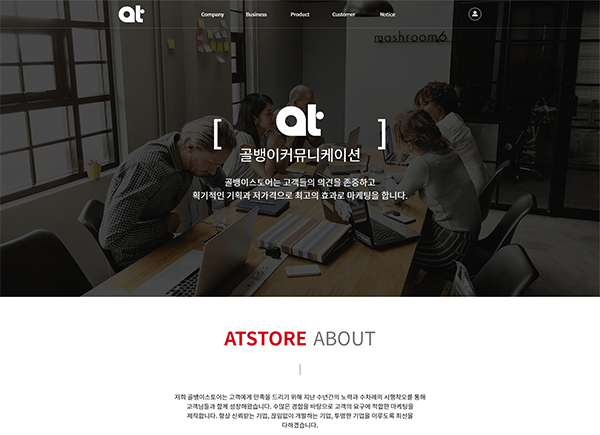 at
Company Business Product Customer Notice
mashroom6
[ at ]
골뱅이커뮤니케이션
골뱅이스토어는 고객들의 의견을 존중하고
획기적인 기획과 저가격으로 최고의 효과로 마케팅을 합니다.
ATSTORE ABOUT
저희 골뱅이스토어는 고객에게 만족을 드리기 위해 지난 수년간의 노력과 수차례의 시행착오를 통해
고객님들과 함께 성장해왔습니다. 수많은 경험을 바탕으로 고객의 요구에 적합한 마케팅을
제작합니다. 항상 신뢰받는 기업, 끊임없이 개발하는 기업, 투명한 기업을 이루도록 최선을
다하겠습니다.